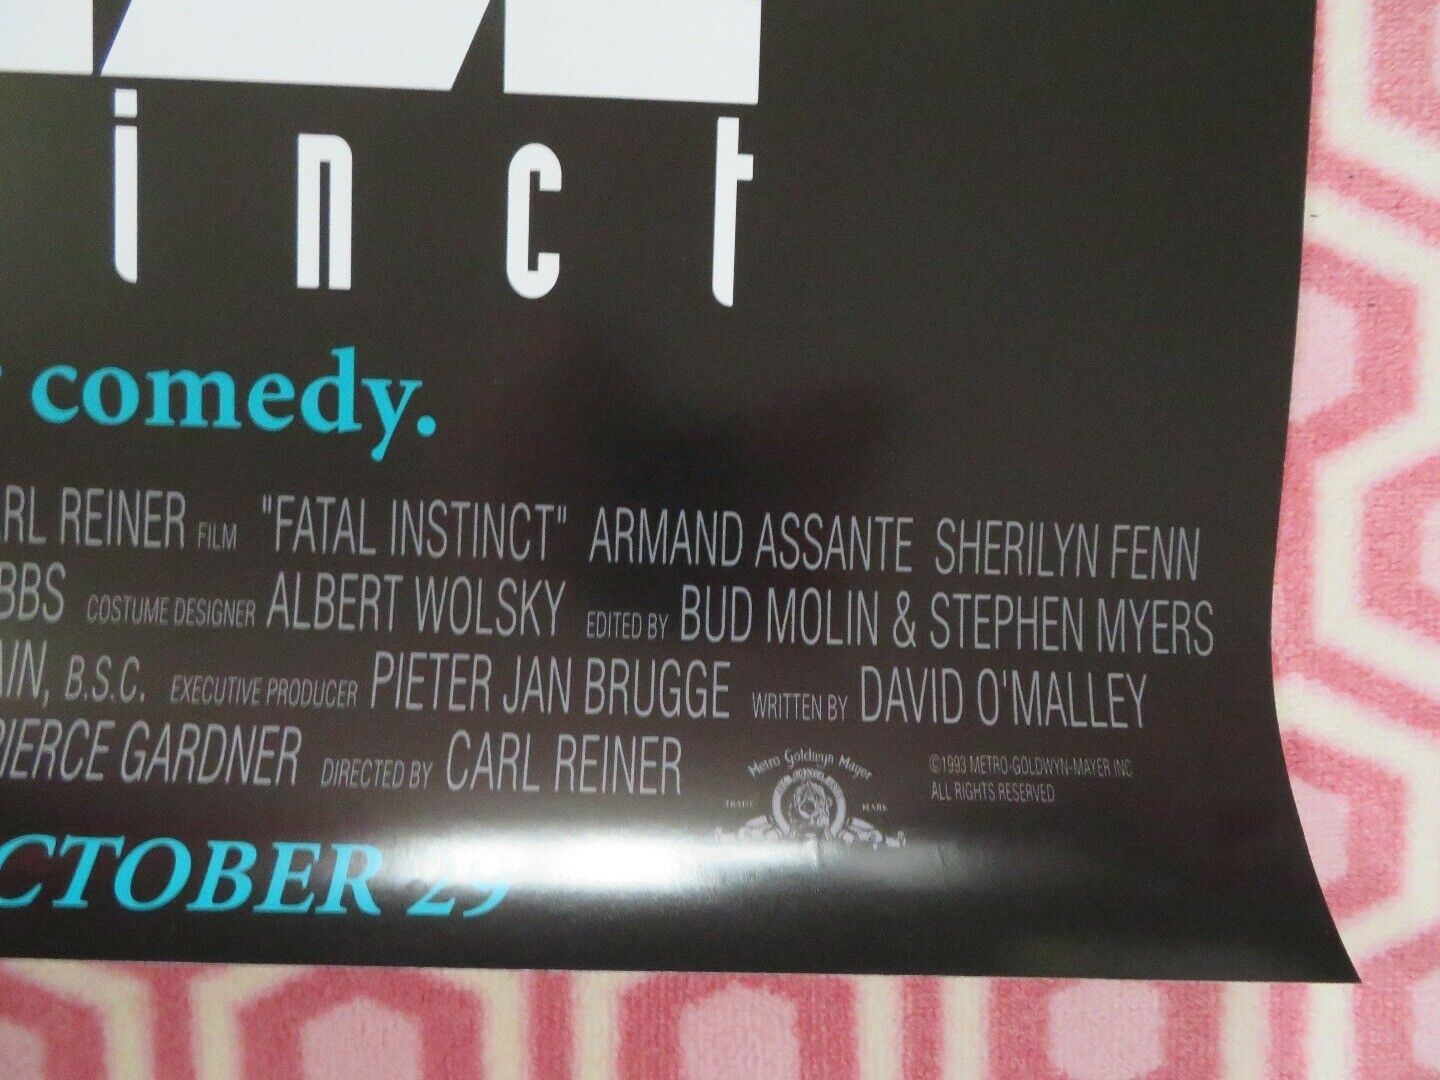 inct
comedy.
RL REINER FILM "FATAL INSTINCT" ARMAND ASSANTE SHERILYN FENN
BBS COSTUME DESIGNER ALBERT WOLSKY EDITED BY BUD MOLIN & STEPHEN MYERS
AIN, B.S.C. EXECUTIVE PRODUCER PIETER JAN BRUGGE WRITTEN BY DAVID O'MALLEY
PIERCE GARDNER DIRECTED BY CARL REINER
Metro Goldwyn Mayer
TRADE MARK
©1993 METRO-GOLDWYN-MAYER INC
ALL RIGHTS RESERVED
CTOBER 29